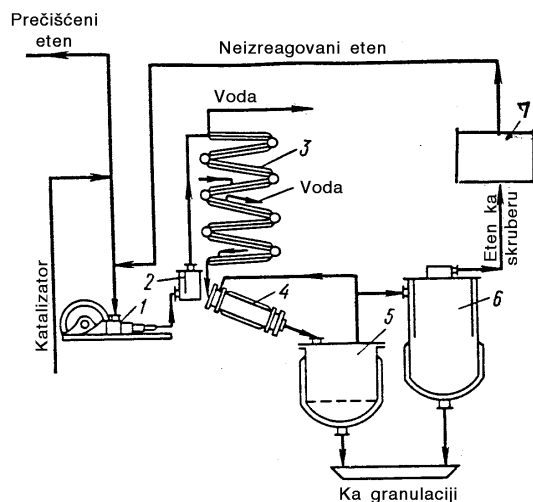 Prečišćeni
eten
Neizreagovani eten
Voda
7
3
Voda
Eten ka
skruberu
Katalizator
2
1
4
5
6
Ka granulaciji